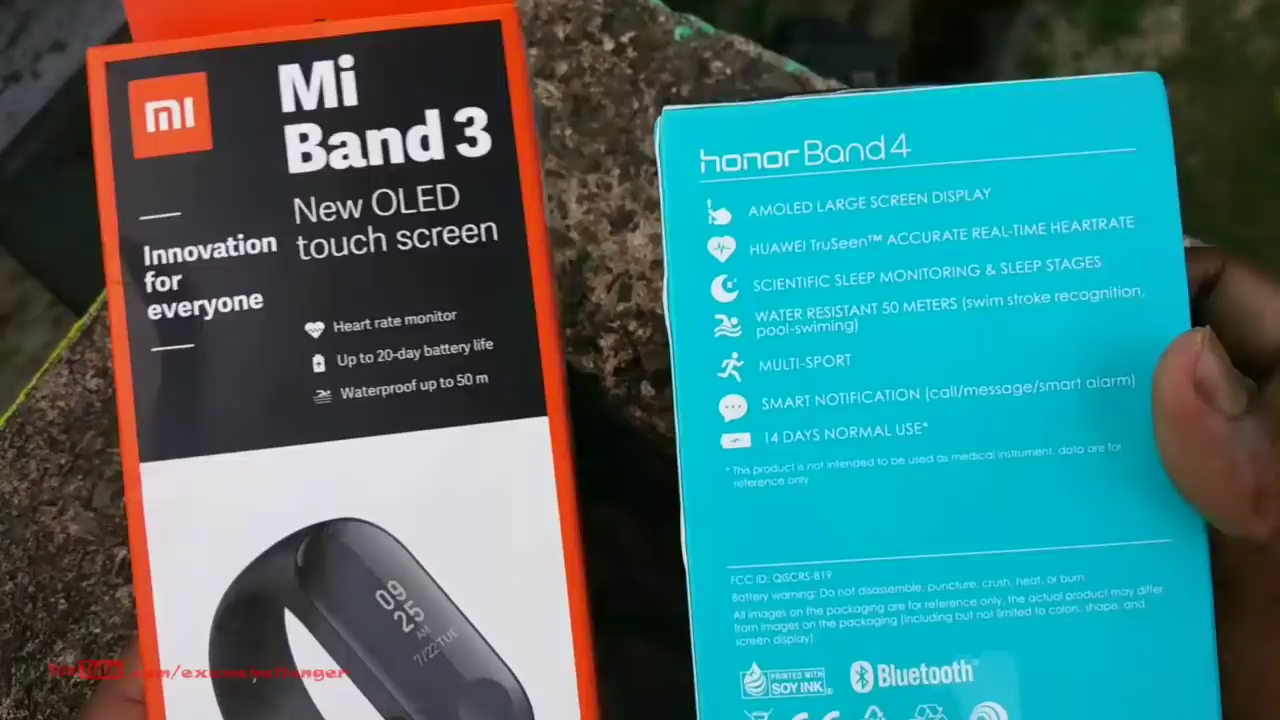 mi
Mi
Band 3
New OLED
touch screen
Innovation
for
everyone
Heart rate monitor
Up to 20-day battery life
Waterproof up to 50 m
09
25
AM
7/22 TUE
honor Band 4
AMOLED LARGE SCREEN DISPLAY
HUAWEI TruSeen™ ACCURATE REAL-TIME HEARTRATE
SCIENTIFIC SLEEP MONITORING & SLEEP STAGES
WATER RESISTANT 50 METERS (swim stroke recognition,
pool-swiming)
MULTI-SPORT
SMART NOTIFICATION (call/message/smart alarm)
14 DAYS NORMAL USE*
* This product is not intended to be used as medical instrument, data are for
reference only
FCC ID: QISCRS-B19
Battery warning: Do not disassemble, puncture, crush, heat, or burn
All images on the packaging are for reference only, the actual product may differ
from images on the packaging (including but not limited to colors, shape, and
screen display)
PRINTED WITH
SOY INK
Bluetooth®
.com/examchallenger